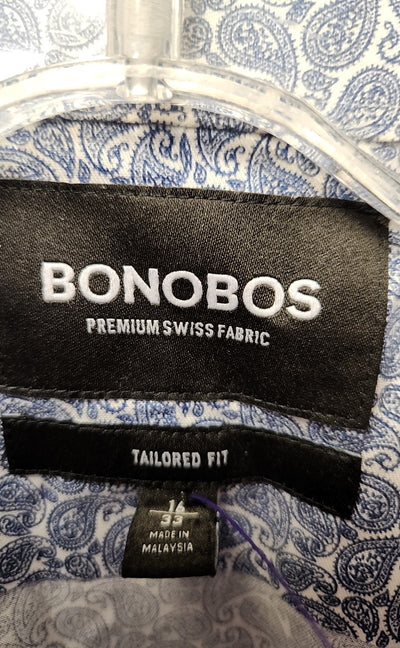 BONOBOS
PREMIUM SWISS FABRIC
TAILORED FIT
16
33
MADE IN
MALAYSIA